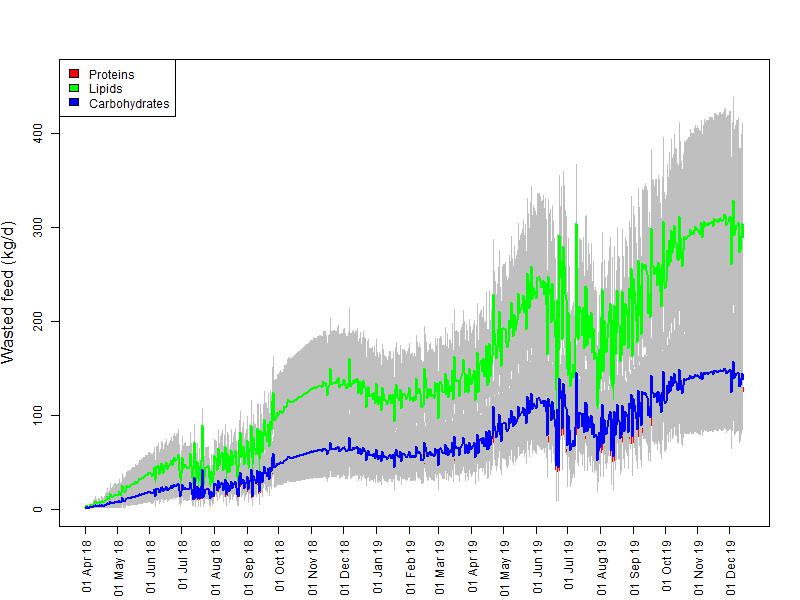 Proteins
Lipids
Carbohydrates
Wasted feed (kg/d)
400
300
200
100
0
01 Apr 18
01 May 18
01 Jun 18
01 Jul 18
01 Aug 18
01 Sep 18
01 Oct 18
01 Nov 18
01 Dec 18
01 Jan 19
01 Feb 19
01 Mar 19
01 Apr 19
01 May 19
01 Jun 19
01 Jul 19
01 Aug 19
01 Sep 19
01 Oct 19
01 Nov 19
01 Dec 19